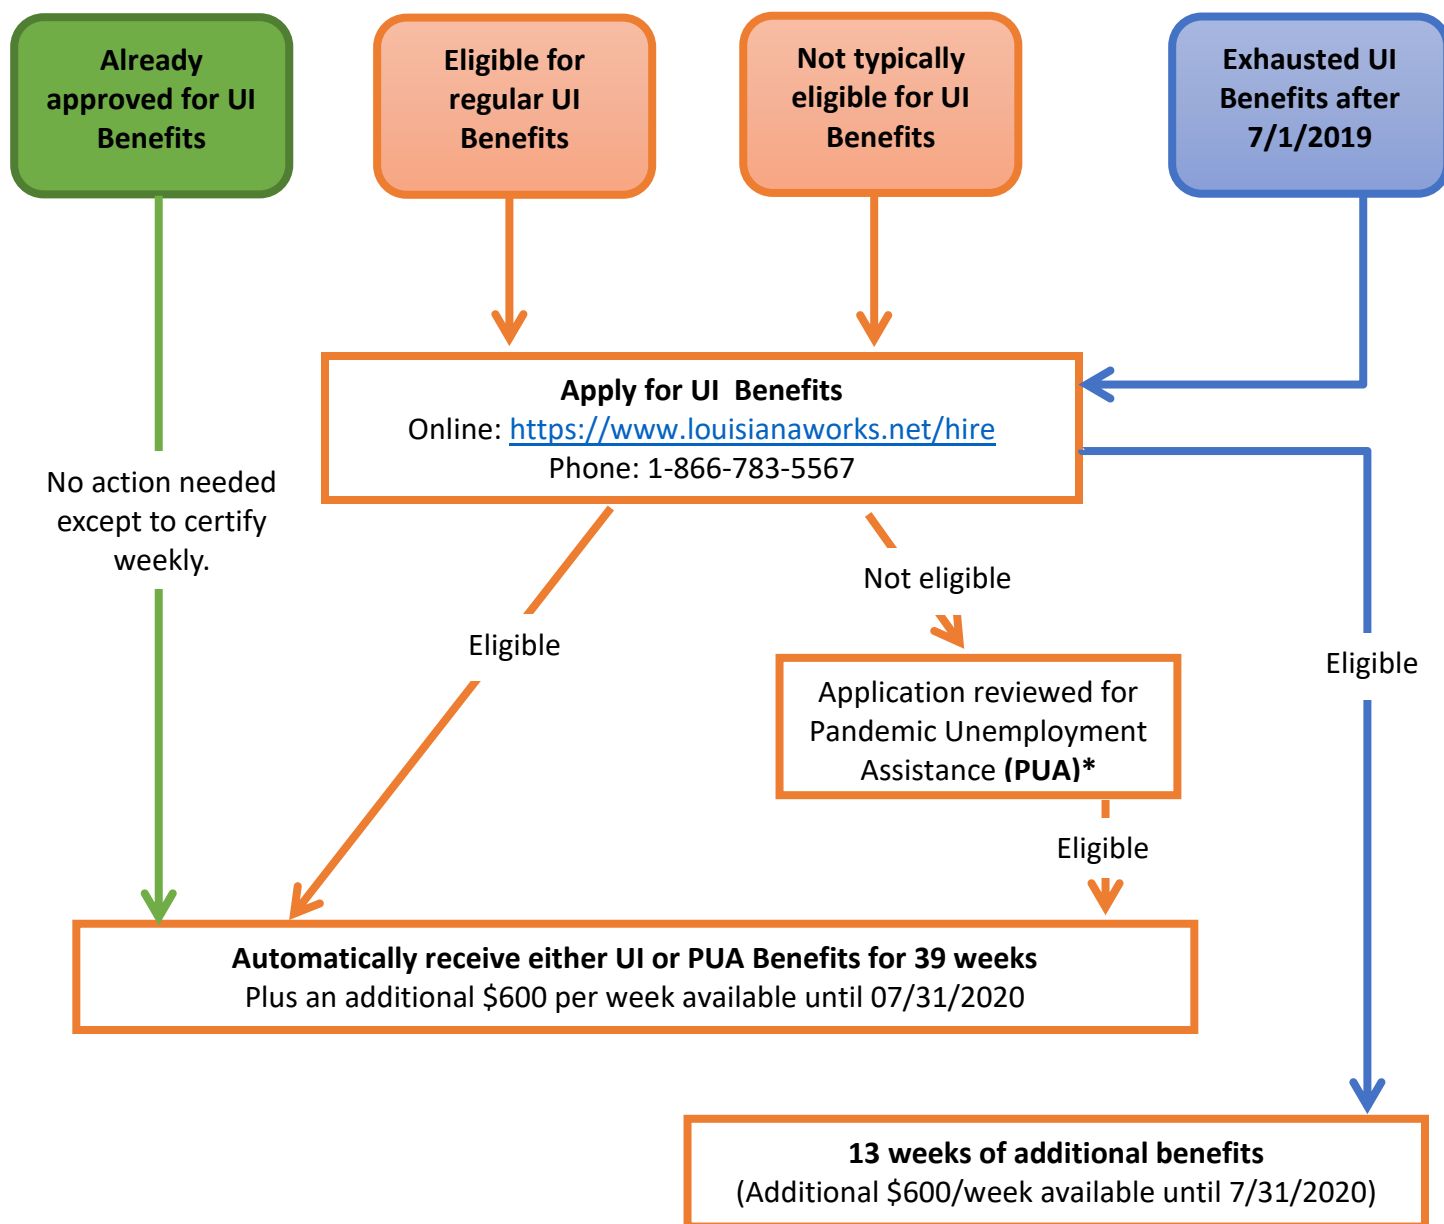 Already
approved for UI
Benefits
Eligible for
regular UI
Benefits
Not typically
eligible for UI
Benefits
Exhausted UI
Benefits after
7/1/2019
Apply for UI  Benefits
Online: https://www.louisianaworks.net/hire
Phone: 1-866-783-5567
No action needed
except to certify
weekly.
Not eligible
Eligible
Eligible
Application reviewed for
Pandemic Unemployment
Assistance (PUA)*
Eligible
Automatically receive either UI or PUA Benefits for 39 weeks
Plus an additional $600 per week available until 07/31/2020
13 weeks of additional benefits
(Additional $600/week available until 7/31/2020)